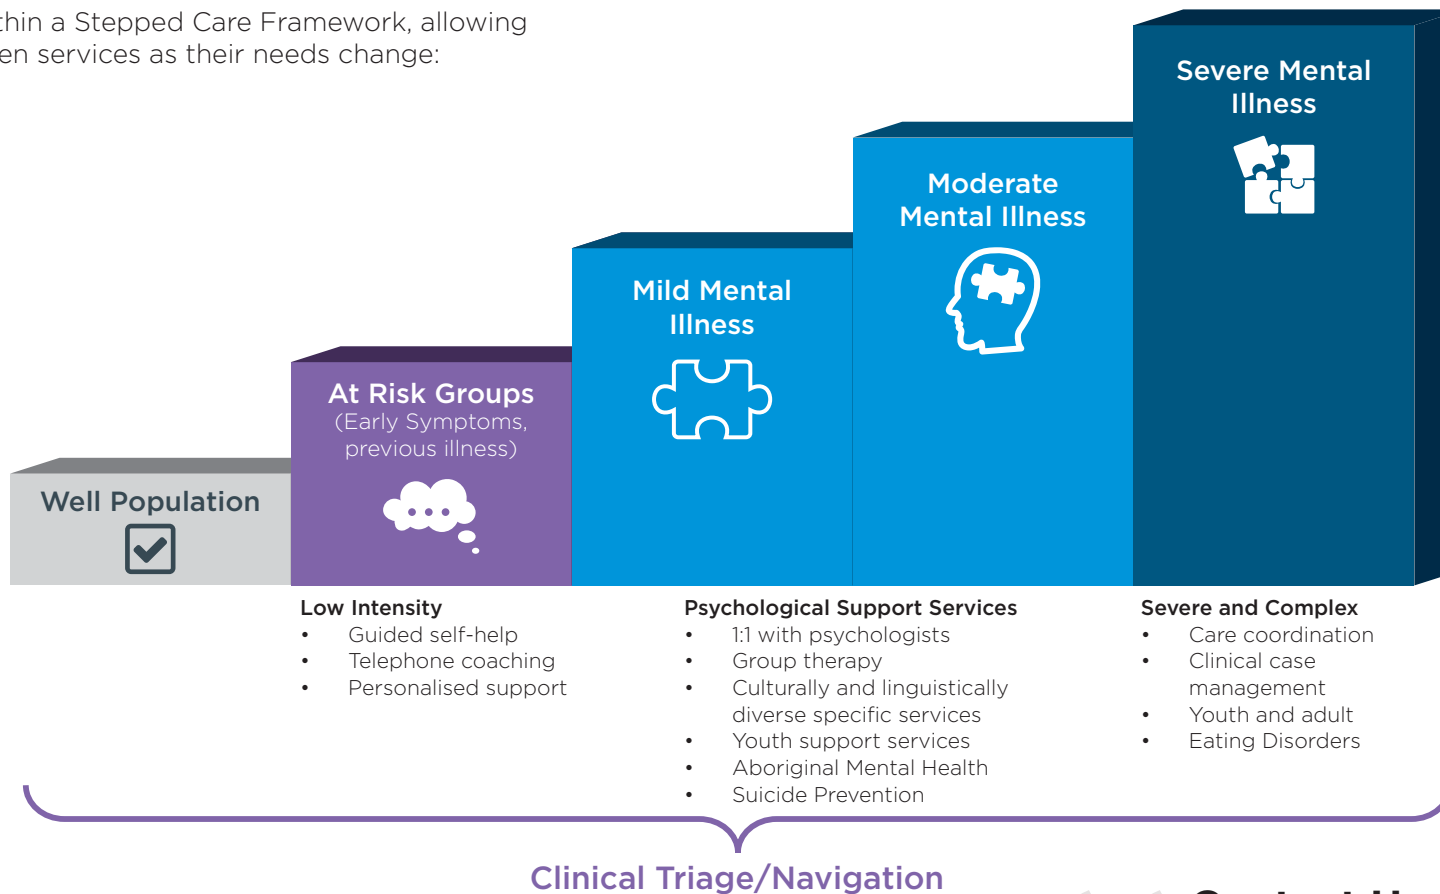 thin a Stepped Care Framework, allowing
en services as their needs change:
Severe Mental
Illness
Moderate
Mental Illness
Mild Mental
Illness
At Risk Groups
(Early Symptoms,
previous illness)
Well Population
Low Intensity
• Guided self-help
• Telephone coaching
• Personalised support
Psychological Support Services
• 1:1 with psychologists
• Group therapy
• Culturally and linguistically
diverse specific services
• Youth support services
• Aboriginal Mental Health
• Suicide Prevention
Severe and Complex
• Care coordination
• Clinical case
management
• Youth and adult
• Eating Disorders
Clinical Triage/Navigation